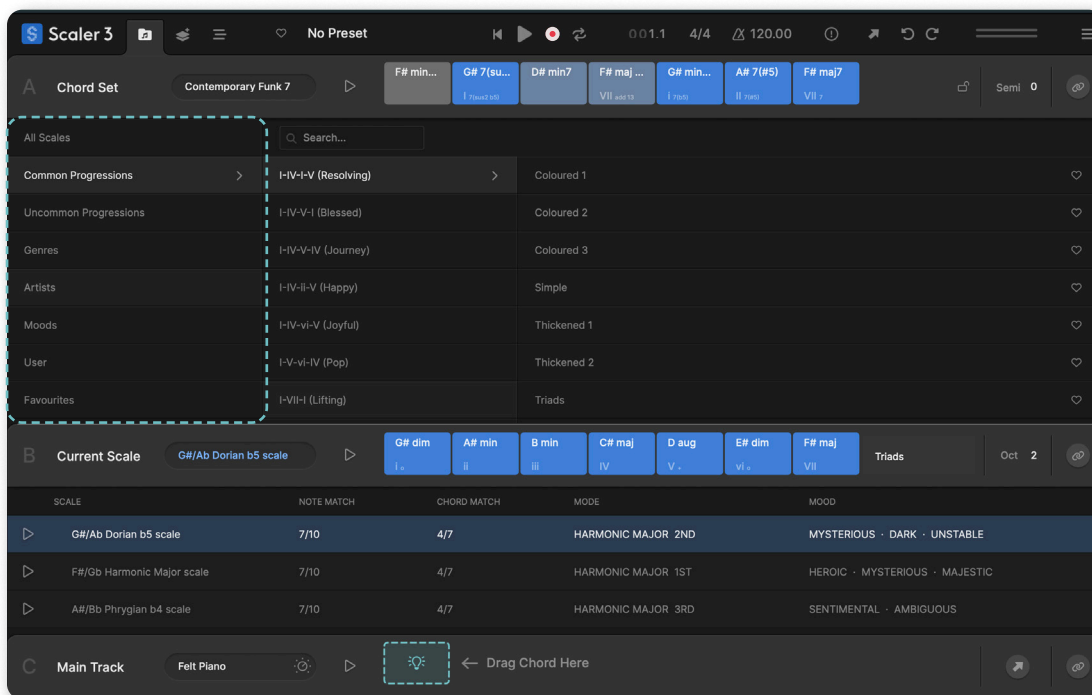 Scaler 3 No Preset 001.1 4/4 120.00
A Chord Set Contemporary Funk 7 F# min... G# 7(su... D# min7 F# maj ... G# min... A# 7(#5) F# maj7 Semi 0
I 7(sus2 b5) VII add 13 i 7(b5) II 7(#5) VII 7
All Scales Search...
Common Progressions I-IV-I-V (Resolving) Coloured 1
Uncommon Progressions I-IV-V-I (Blessed) Coloured 2
Genres I-IV-V-IV (Journey) Coloured 3
Artists I-IV-ii-V (Happy) Simple
Moods I-IV-vi-V (Joyful) Thickened 1
User I-V-vi-IV (Pop) Thickened 2
Favourites I-VII-I (Lifting) Triads
B Current Scale G#/Ab Dorian b5 scale G# dim A# min B min C# maj D aug E# dim F# maj Triads Oct 2
i o ii iii IV V + vi o VII
SCALE NOTE MATCH CHORD MATCH MODE MOOD
G#/Ab Dorian b5 scale 7/10 4/7 HARMONIC MAJOR 2ND MYSTERIOUS · DARK · UNSTABLE
F#/Gb Harmonic Major scale 7/10 4/7 HARMONIC MAJOR 1ST HEROIC · MYSTERIOUS · MAJESTIC
A#/Bb Phrygian b4 scale 7/10 4/7 HARMONIC MAJOR 3RD SENTIMENTAL · AMBIGUOUS
C Main Track Felt Piano Drag Chord Here